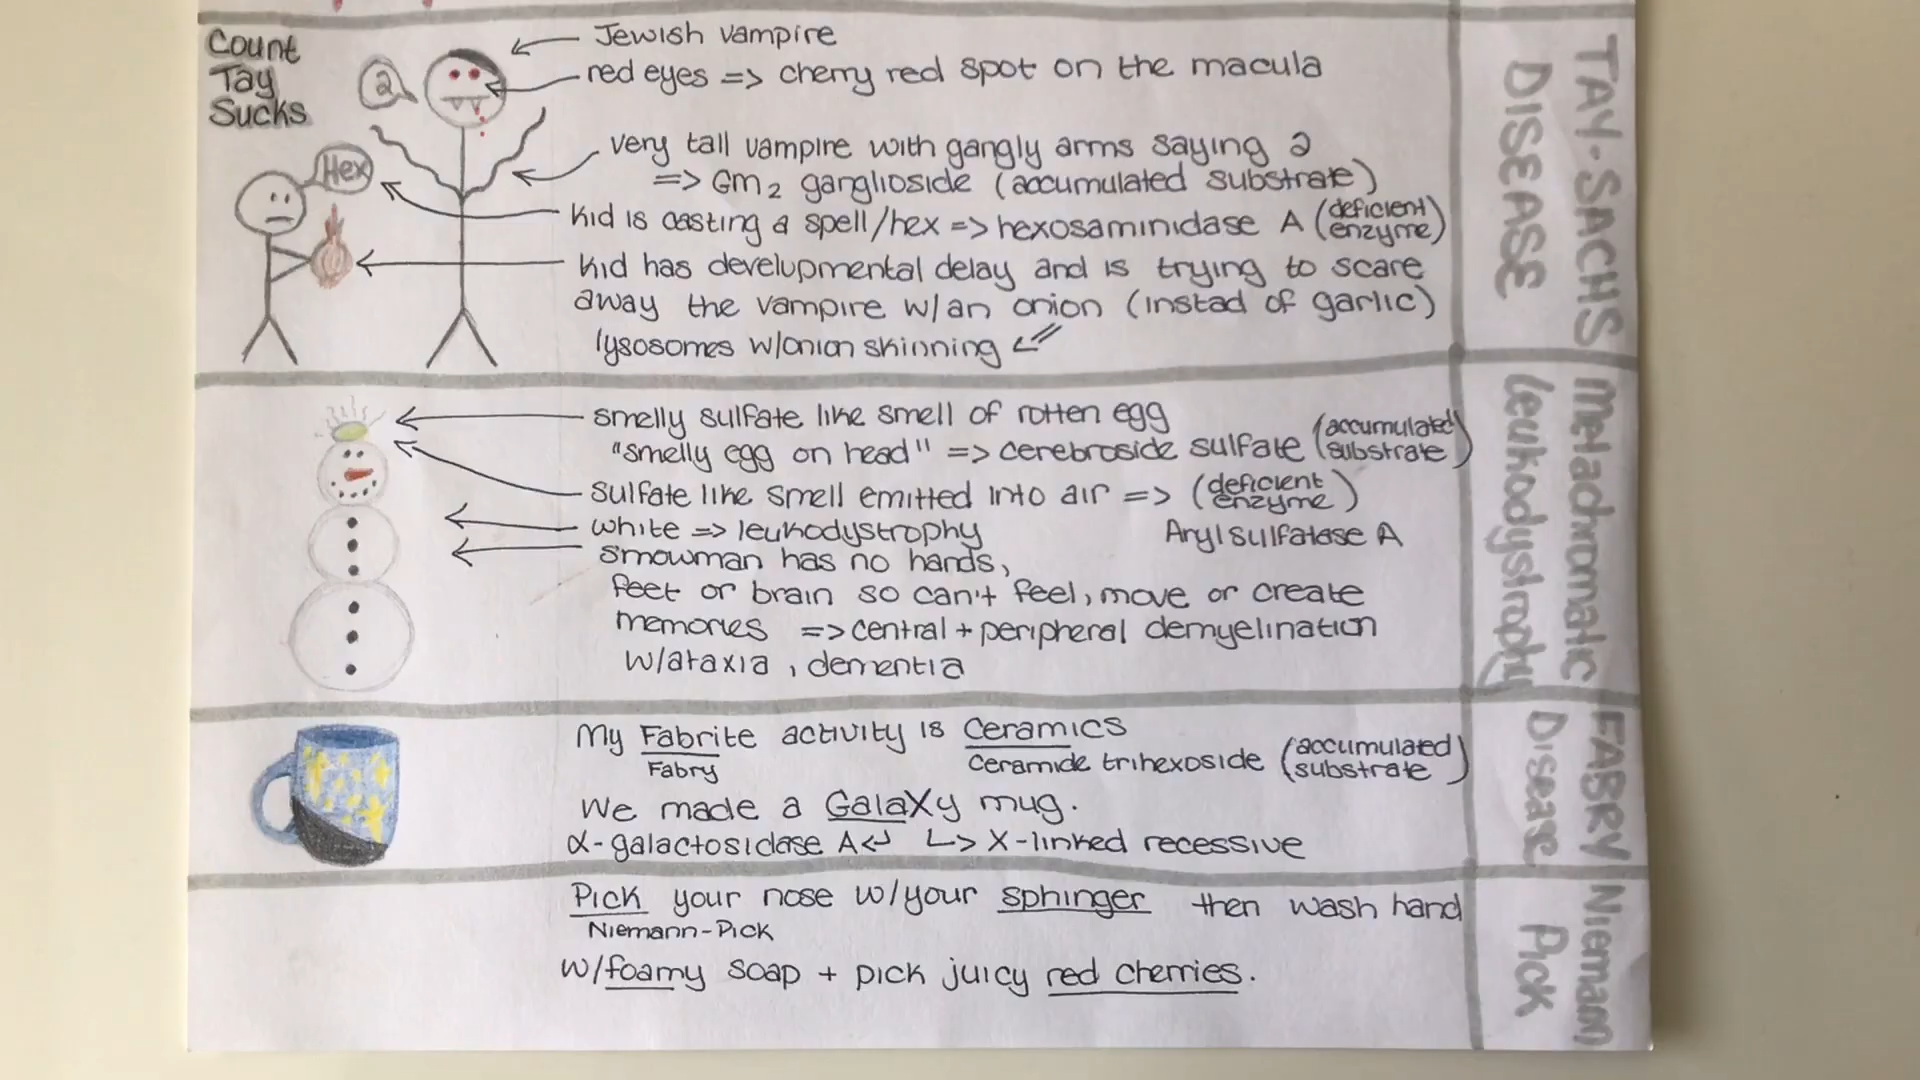 Count
Tay
Sucks
Jewish vampire
red eyes => cherry red spot on the macula
2
very tall vampire with gangly arms saying 2
=> Gm2 ganglioside (accumulated substrate)
Hex
kid is casting a spell/hex => hexosaminidase A (deficient enzyme)
kid has developmental delay and is trying to scare
away the vampire w/an onion (instad of garlic)
lysosomes w/onion skinning
TAY-SACHS
DISEASE
smelly sulfate like smell of rotten egg
"smelly egg on head" => cerebroside sulfate (accumulated substrate)
sulfate like smell emitted into air => (deficient enzyme)
white => leukodystrophy
Arylsulfatase A
smowman has no hands,
feet or brain so can't feel, move or create
memories => central + peripheral demyelination
w/ataxia, dementia
Metachromatic
leukodystrophy
My Fabrite activity is Ceramics
Fabry
ceramide trihexoside (accumulated substrate)
We made a GalaXy mug.
α-galactosidase A↵ ↳ X-linked recessive
FABRY
Disease
Pick your nose w/your sphinger then wash hand
Niemann-Pick
w/foamy soap + pick juicy red cherries.
Niemann
Pick